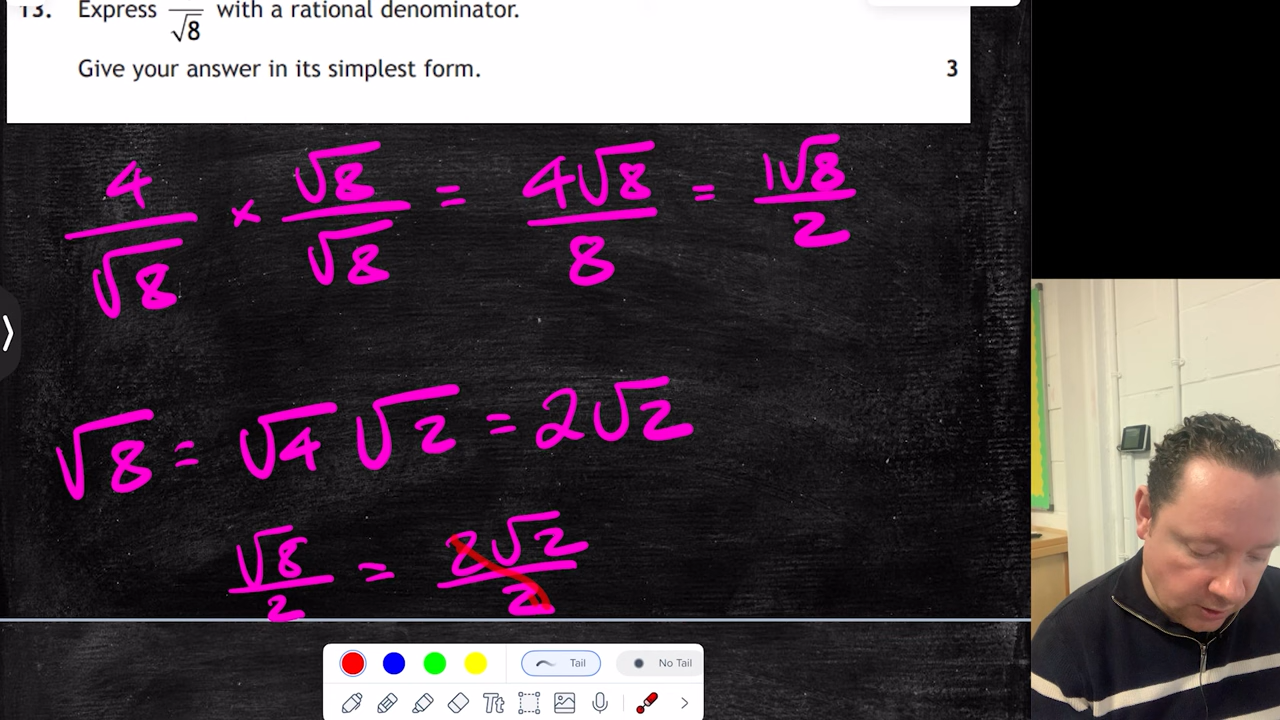 13. Express /√8 with a rational denominator.
Give your answer in its simplest form. 3
4/√8 × √8/√8 = 4√8/8 = 1√8/2
√8 = √4 √2 = 2√2
√8/2 = 2√2/2
Tail No Tail
Tt